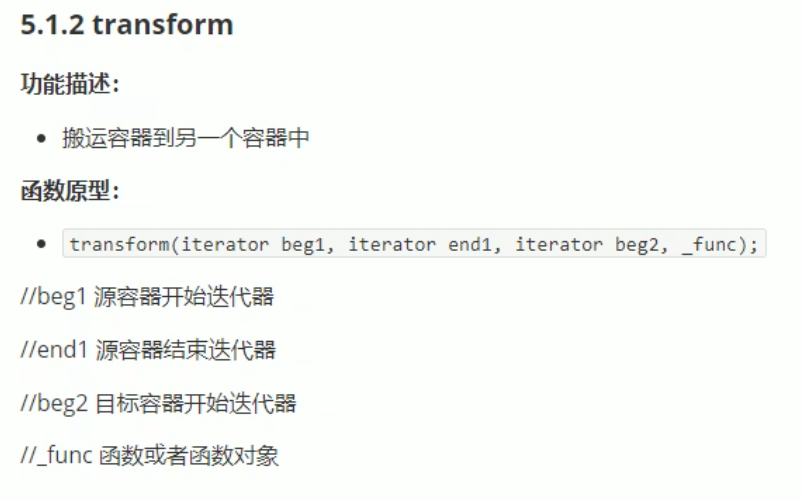 5.1.2 transform
功能描述：
搬运容器到另一个容器中
函数原型：
transform(iterator beg1, iterator end1, iterator beg2, _func);
//beg1 源容器开始迭代器
//end1 源容器结束迭代器
//beg2 目标容器开始迭代器
//_func 函数或者函数对象